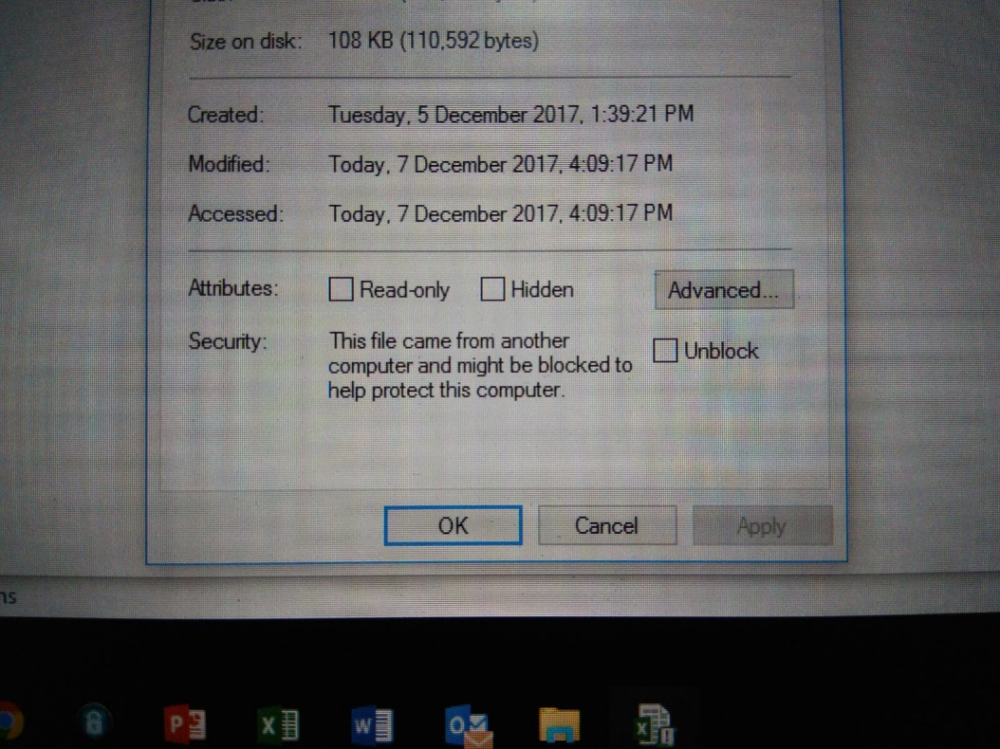 Size on disk: 108 KB (110,592 bytes)
Created: Tuesday, 5 December 2017, 1:39:21 PM
Modified: Today, 7 December 2017, 4:09:17 PM
Accessed: Today, 7 December 2017, 4:09:17 PM
Attributes: Read-only Hidden Advanced...
Security: This file came from another
computer and might be blocked to Unblock
help protect this computer.
OK Cancel Apply
ns
P X W O X